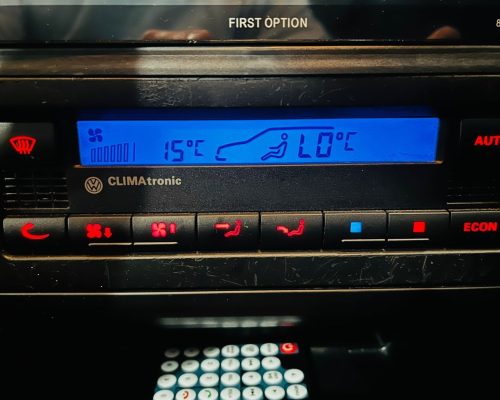 FIRST OPTION
15°C LO°C
AUT
CLIMAtronic
ECON